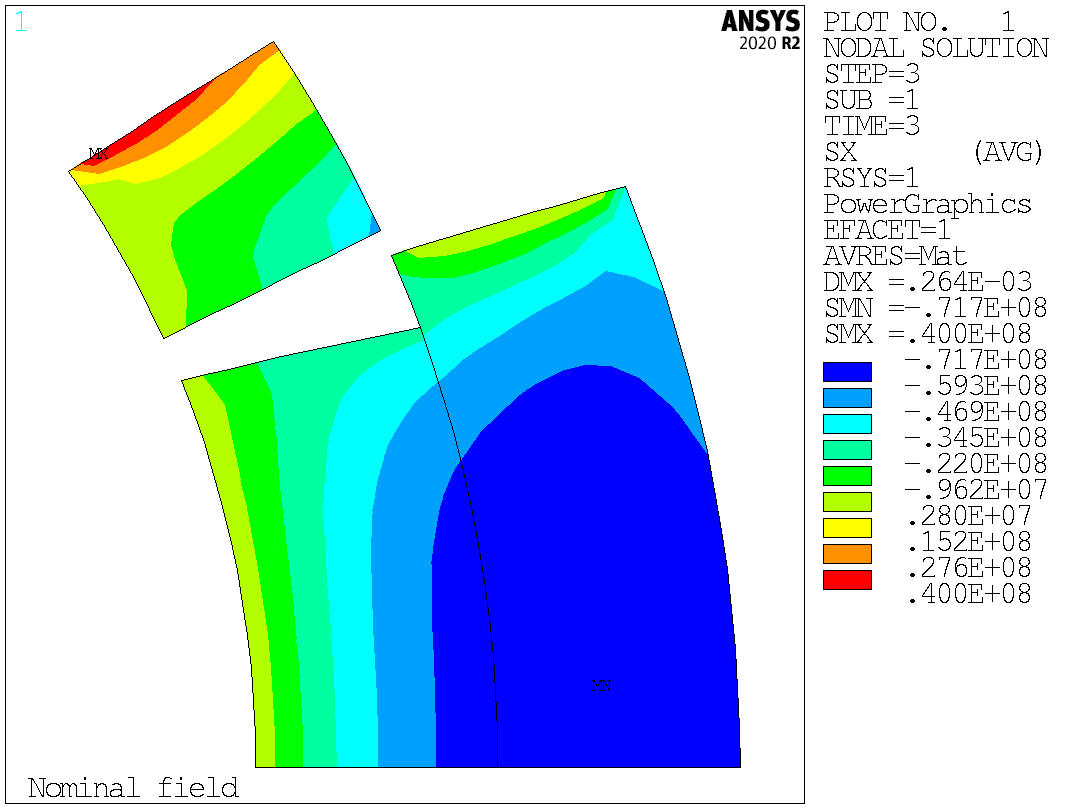 1
ANSYS
2020 R2
MX
MN
Nominal field
PLOT NO.   1
NODAL SOLUTION
STEP=3
SUB =1
TIME=3
SX       (AVG)
RSYS=1
PowerGraphics
EFACET=1
AVRES=Mat
DMX =.264E-03
SMN =-.717E+08
SMX =.400E+08
-.717E+08
-.593E+08
-.469E+08
-.345E+08
-.220E+08
-.962E+07
.280E+07
.152E+08
.276E+08
.400E+08